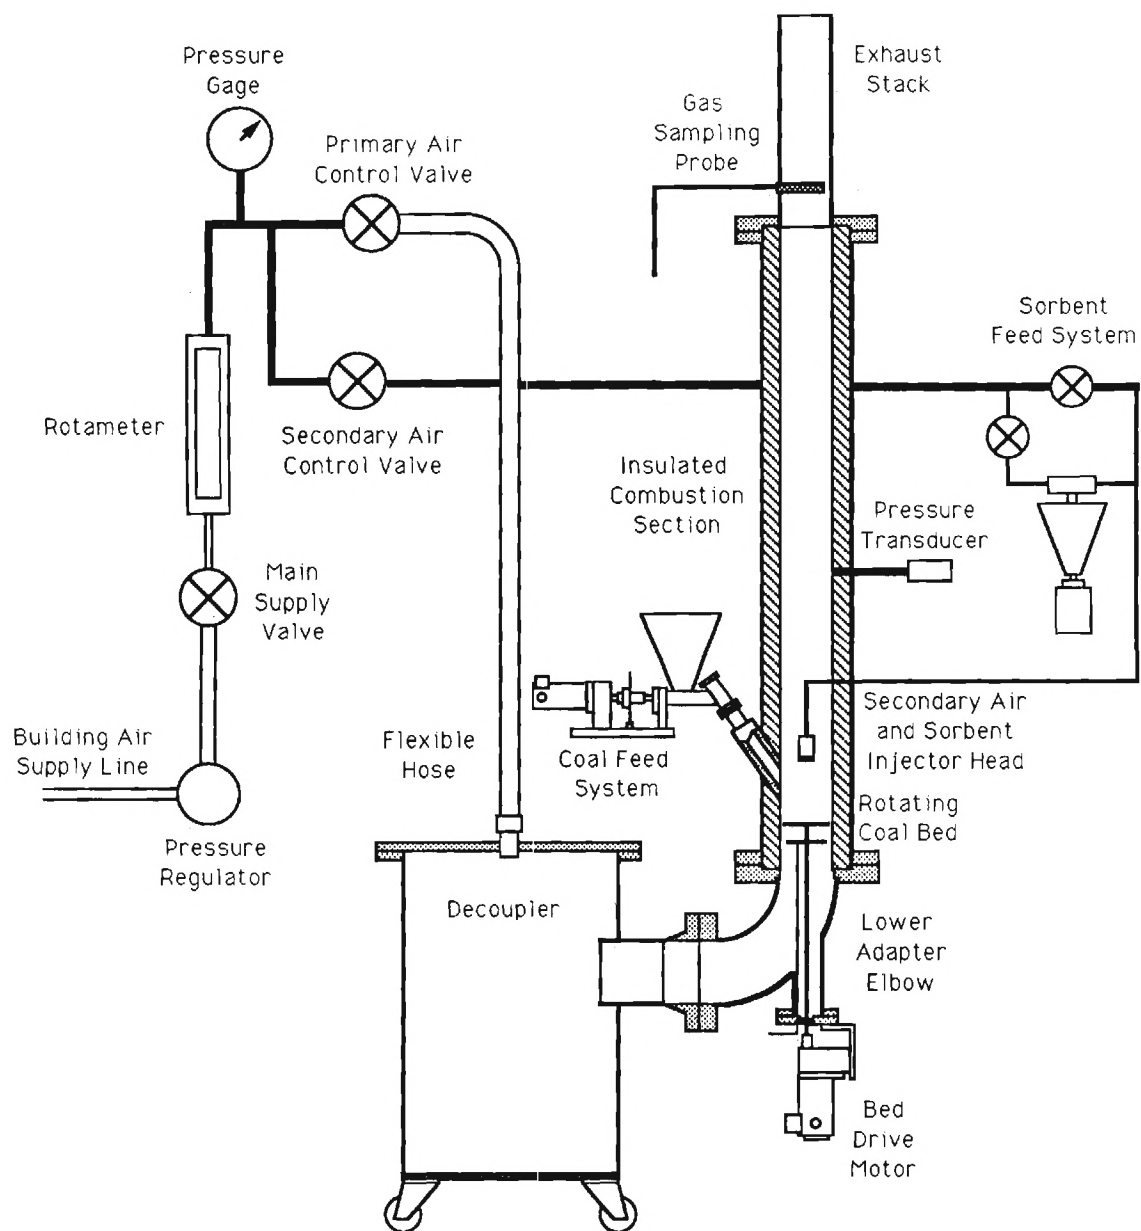 Pressure
Gage
Primary Air
Control Valve
Gas
Sampling
Probe
Exhaust
Stack
Sorbent
Feed System
Rotameter
Secondary Air
Control Valve
Insulated
Combustion
Section
Pressure
Transducer
Main
Supply
Valve
Building Air
Supply Line
Pressure
Regulator
Flexible
Hose
Coal Feed
System
Secondary Air
and Sorbent
Injector Head
Rotating
Coal Bed
Decoupler
Lower
Adapter
Elbow
Bed
Drive
Motor